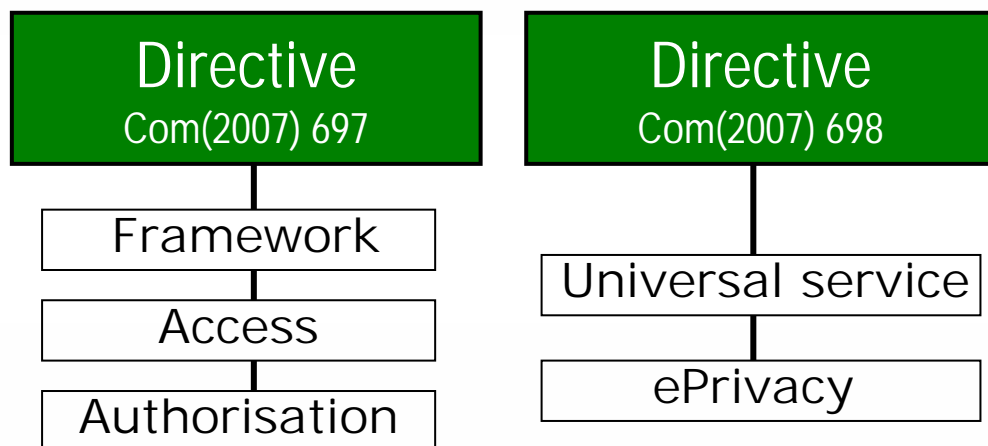 Directive
Com(2007) 697
Framework
Access
Authorisation
Directive
Com(2007) 698
Universal service
ePrivacy